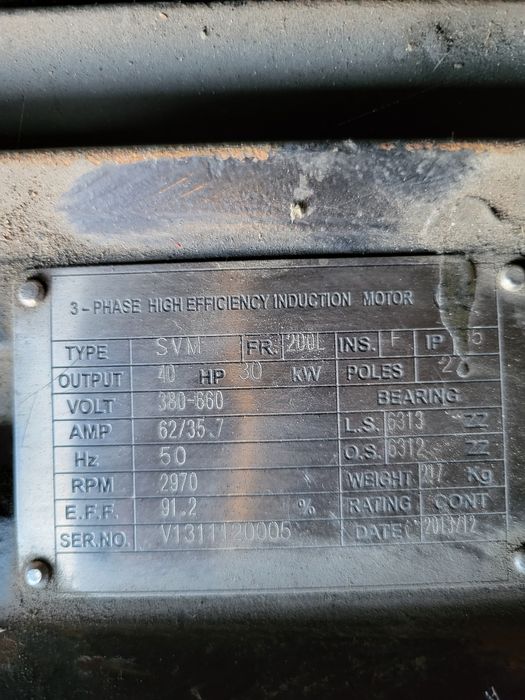 3-PHASE HIGH EFFICIENCY INDUCTION MOTOR
TYPE SVM FR. 200L INS. F IP 5
OUTPUT 40 HP 30 kW POLES 2
VOLT 380-660 BEARING
AMP 62/35.7 L.S. 6313 ZZ
Hz 50 O.S. 6312 ZZ
RPM 2970 WEIGHT 217 Kg
E.F.F. 91.2 % RATING CONT
SER.NO. V1311120005 DATE: 2013/12